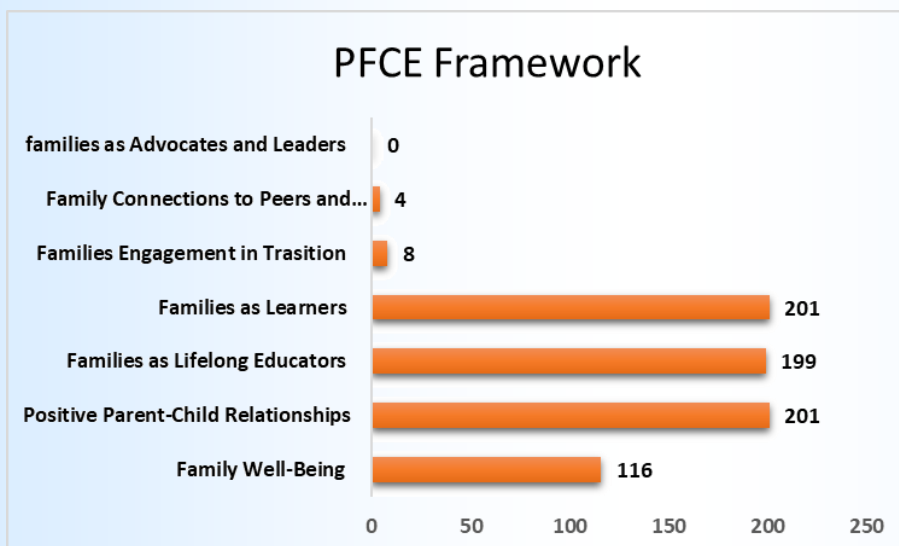 PFCE Framework
families as Advocates and Leaders 0
Family Connections to Peers and... 4
Families Engagement in Trasition 8
Families as Learners 201
Families as Lifelong Educators 199
Positive Parent-Child Relationships 201
Family Well-Being 116
0 50 100 150 200 250